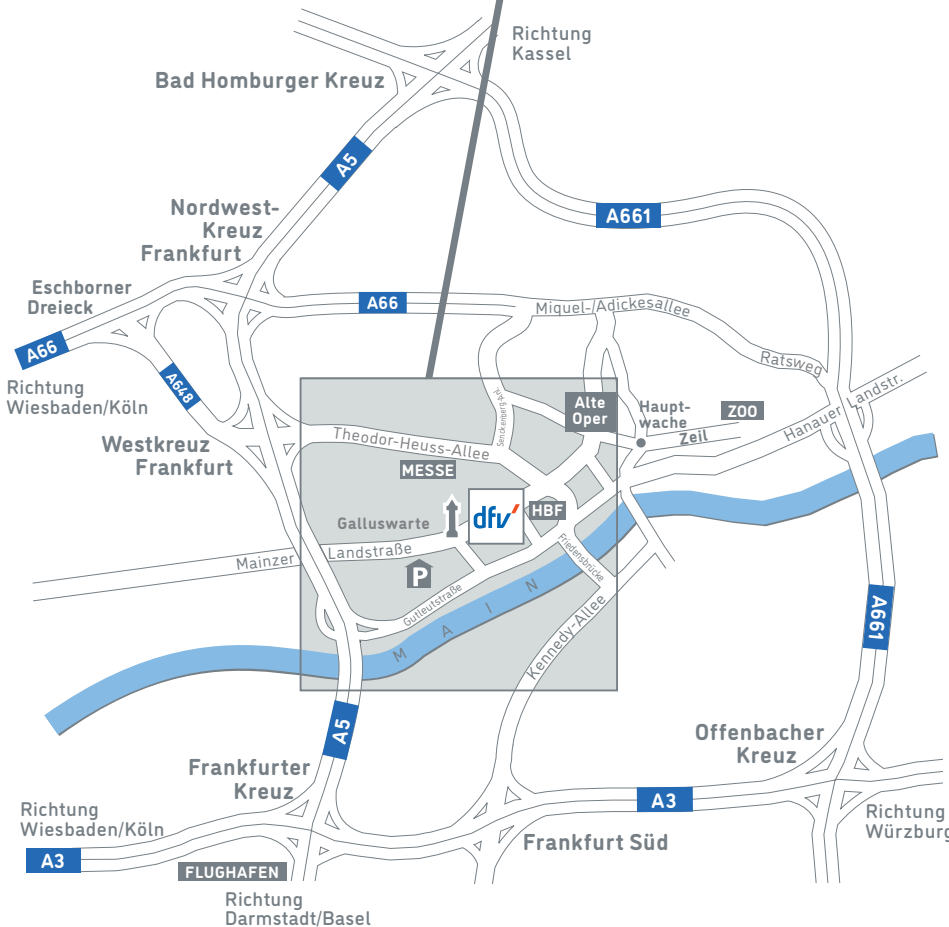 Richtung
Kassel
Bad Homburger Kreuz
A5
Nordwest-
Kreuz
Frankfurt
A661
Eschborner
Dreieck
A66
Miquel-/Adickesallee
A66
Richtung
Wiesbaden/Köln
A648
Ratsweg
Senckenberg Anl.
Alte
Oper
Haupt-
wache
ZOO
Zeil
Hanauer Landstr.
Westkreuz
Frankfurt
Theodor-Heuss-Allee
MESSE
Galluswarte
dfv
HBF
Mainzer
Landstraße
Friedensbrücke
P
Gutleutstraße
MAIN
Kennedy-Allee
A661
A5
Offenbacher
Kreuz
Frankfurter
Kreuz
A3
Richtung
Wiesbaden/Köln
A3
Richtung
Würzburg
Frankfurt Süd
FLUGHAFEN
Richtung
Darmstadt/Basel